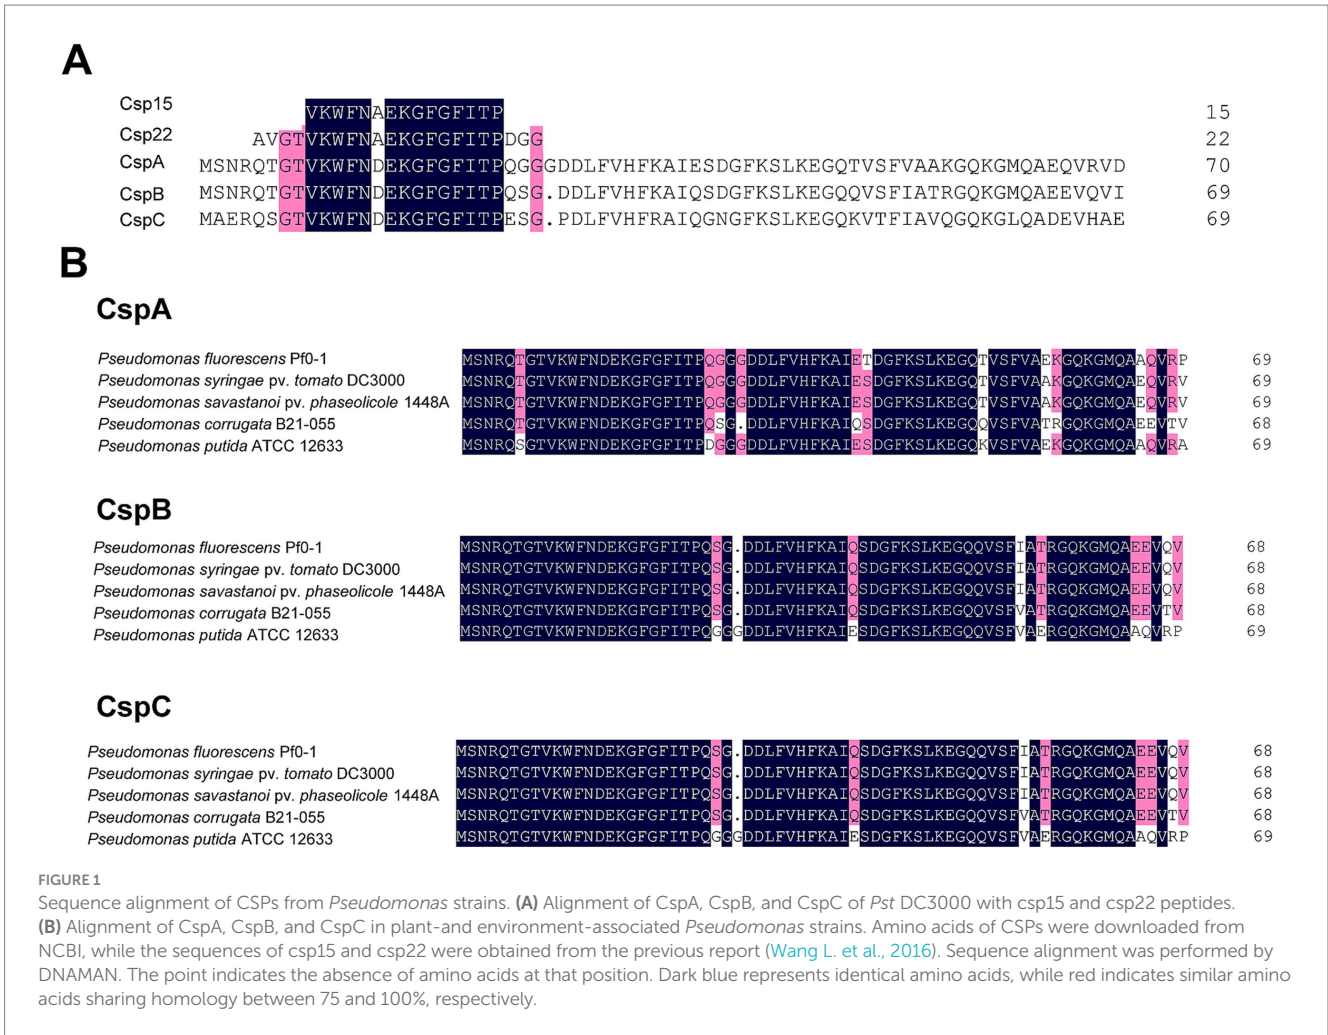 A
Csp15 VKWFNAEKGFGFITP 15
Csp22 AVGTVKWFNAEKGFGFITPDGG 22
CspA MSNRQTGTVKWFNDEKGFGFITPQGGGDDLFVHFKAIESDGFKSLKEGQTVSFVAAKGQKGMQAEQVRVD 70
CspB MSNRQTGTVKWFNDEKGFGFITPQSG.DDLFVHFKAIQSDGFKSLKEGQQVSFIATRGQKGMQAEEVQVI 69
CspC MAERQSGTVKWFNDEKGFGFITPESG.PDLFVHFRAIQGNGFKSLKEGQKVTFIAVQGQKGLQADEVHAE 69
B
CspA
Pseudomonas fluorescens Pf0-1 MSNRQTGTVKWFNDEKGFGFITPQGGGDDLFVHFKAIETDGFKSLKEGQTVSFVAEKGQKGMQAAQVRP 69
Pseudomonas syringae pv. tomato DC3000 MSNRQTGTVKWFNDEKGFGFITPQGGGDDLFVHFKAIESDGFKSLKEGQTVSFVAAKGQKGMQAEQVRV 69
Pseudomonas savastanoi pv. phaseolicole 1448A MSNRQTGTVKWFNDEKGFGFITPQGGGDDLFVHFKAIESDGFKSLKEGQTVSFVAAKGQKGMQAEQVRV 69
Pseudomonas corrugata B21-055 MSNRQTGTVKWFNDEKGFGFITPQSG.DDLFVHFKAIQSDGFKSLKEGQQVSFVATRGQKGMQAEEVTV 68
Pseudomonas putida ATCC 12633 MSNRQSGTVKWFNDEKGFGFITPDGGGDDLFVHFKAIESDGFKSLKEGQKVSFVAEKGQKGMQAAQVRA 69
CspB
Pseudomonas fluorescens Pf0-1 MSNRQTGTVKWFNDEKGFGFITPQSG.DDLFVHFKAIQSDGFKSLKEGQQVSFIATRGQKGMQAEEVQV 68
Pseudomonas syringae pv. tomato DC3000 MSNRQTGTVKWFNDEKGFGFITPQSG.DDLFVHFKAIQSDGFKSLKEGQQVSFIATRGQKGMQAEEVQV 68
Pseudomonas savastanoi pv. phaseolicole 1448A MSNRQTGTVKWFNDEKGFGFITPQSG.DDLFVHFKAIQSDGFKSLKEGQQVSFIATRGQKGMQAEEVQV 68
Pseudomonas corrugata B21-055 MSNRQTGTVKWFNDEKGFGFITPQSG.DDLFVHFKAIQSDGFKSLKEGQQVSFVATRGQKGMQAEEVTV 68
Pseudomonas putida ATCC 12633 MSNRQTGTVKWFNDEKGFGFITPQGGGDDLFVHFKAIESDGFKSLKEGQQVSFVAERGQKGMQAAQVRP 69
CspC
Pseudomonas fluorescens Pf0-1 MSNRQTGTVKWFNDEKGFGFITPQSG.DDLFVHFKAIQSDGFKSLKEGQQVSFIATRGQKGMQAEEVQV 68
Pseudomonas syringae pv. tomato DC3000 MSNRQTGTVKWFNDEKGFGFITPQSG.DDLFVHFKAIQSDGFKSLKEGQQVSFIATRGQKGMQAEEVQV 68
Pseudomonas savastanoi pv. phaseolicole 1448A MSNRQTGTVKWFNDEKGFGFITPQSG.DDLFVHFKAIQSDGFKSLKEGQQVSFIATRGQKGMQAEEVQV 68
Pseudomonas corrugata B21-055 MSNRQTGTVKWFNDEKGFGFITPQSG.DDLFVHFKAIQSDGFKSLKEGQQVSFVATRGQKGMQAEEVTV 68
Pseudomonas putida ATCC 12633 MSNRQTGTVKWFNDEKGFGFITPQGGGDDLFVHFKAIESDGFKSLKEGQQVSFVAERGQKGMQAAQVRP 69
FIGURE 1
Sequence alignment of CSPs from Pseudomonas strains. (A) Alignment of CspA, CspB, and CspC of Pst DC3000 with csp15 and csp22 peptides.
(B) Alignment of CspA, CspB, and CspC in plant-and environment-associated Pseudomonas strains. Amino acids of CSPs were downloaded from
NCBI, while the sequences of csp15 and csp22 were obtained from the previous report (Wang L. et al., 2016). Sequence alignment was performed by
DNAMAN. The point indicates the absence of amino acids at that position. Dark blue represents identical amino acids, while red indicates similar amino
acids sharing homology between 75 and 100%, respectively.